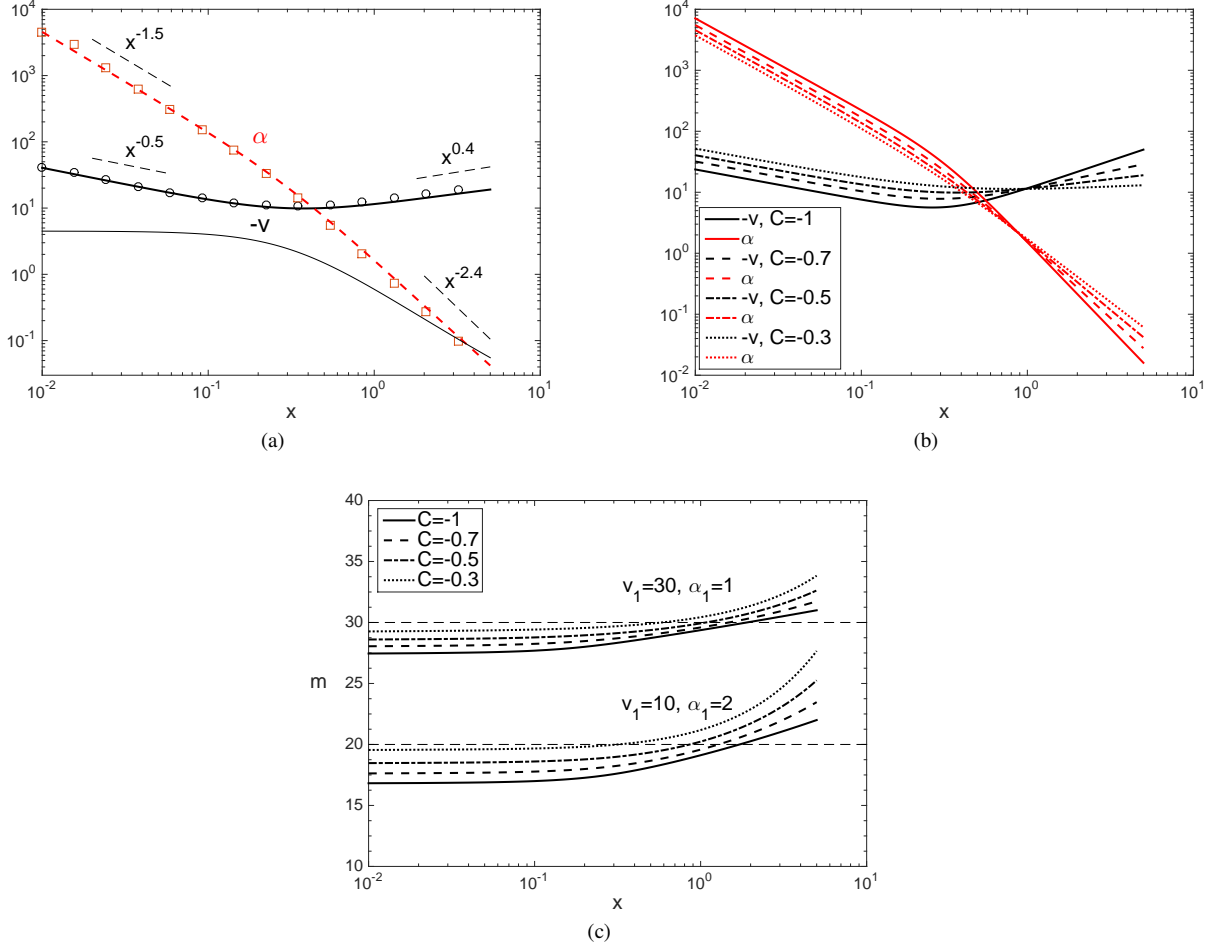 10^4
10^3
10^2
10^1
10^0
10^-1
x^-1.5
x^-0.5
α
x^0.4
-v
x^-2.4
10^-2 10^-1 10^0 10^1
x
(a)
10^4
10^3
10^2
10^1
10^0
10^-1
10^-2
-v, C=-1
α
-v, C=-0.7
α
-v, C=-0.5
α
-v, C=-0.3
α
10^-2 10^-1 10^0 10^1
x
(b)
40
35
30
25
20
15
10
m
C=-1
C=-0.7
C=-0.5
C=-0.3
v_1=30, α_1=1
v_1=10, α_1=2
10^-2 10^-1 10^0 10^1
x
(c)